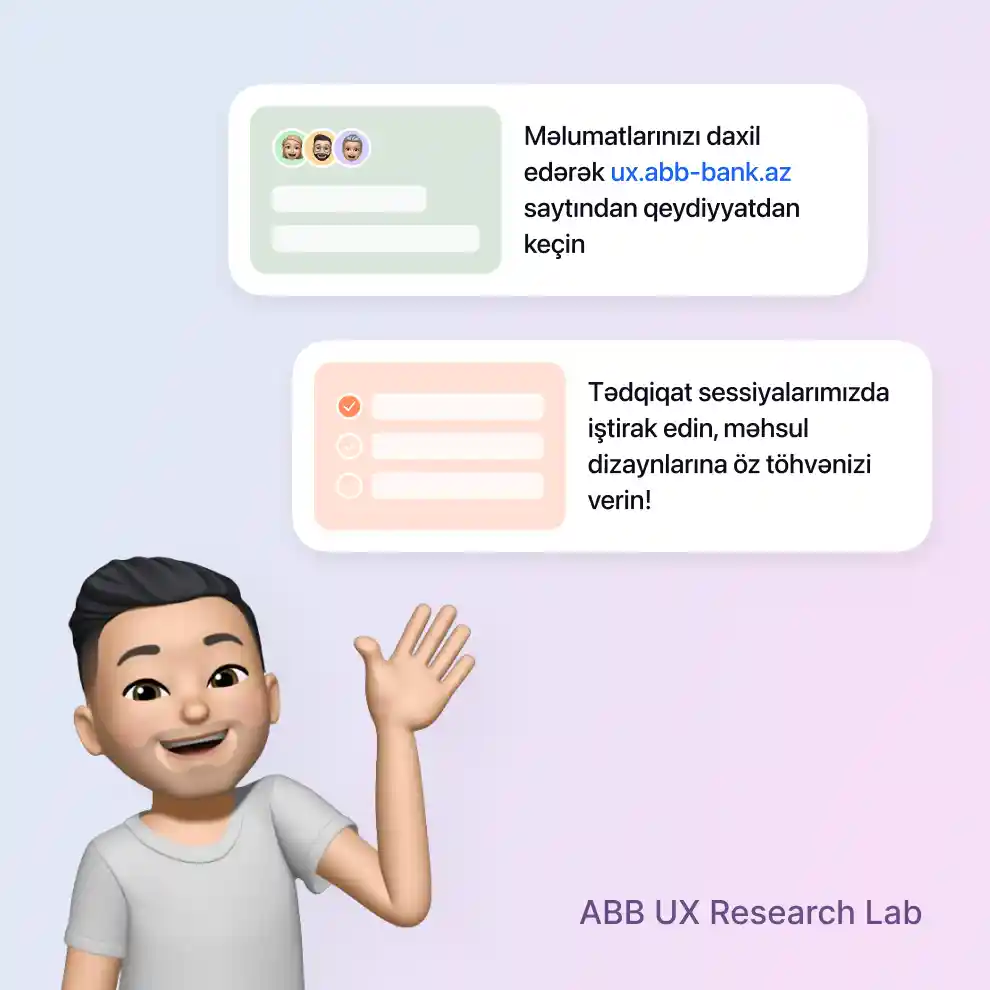 Məlumatlarınızı daxil
edərək ux.abb-bank.az
saytından qeydiyyatdan
keçin
Tədqiqat sessiyalarımızda
iştirak edin, məhsul
dizaynlarına öz töhvənizi
verin!
ABB UX Research Lab